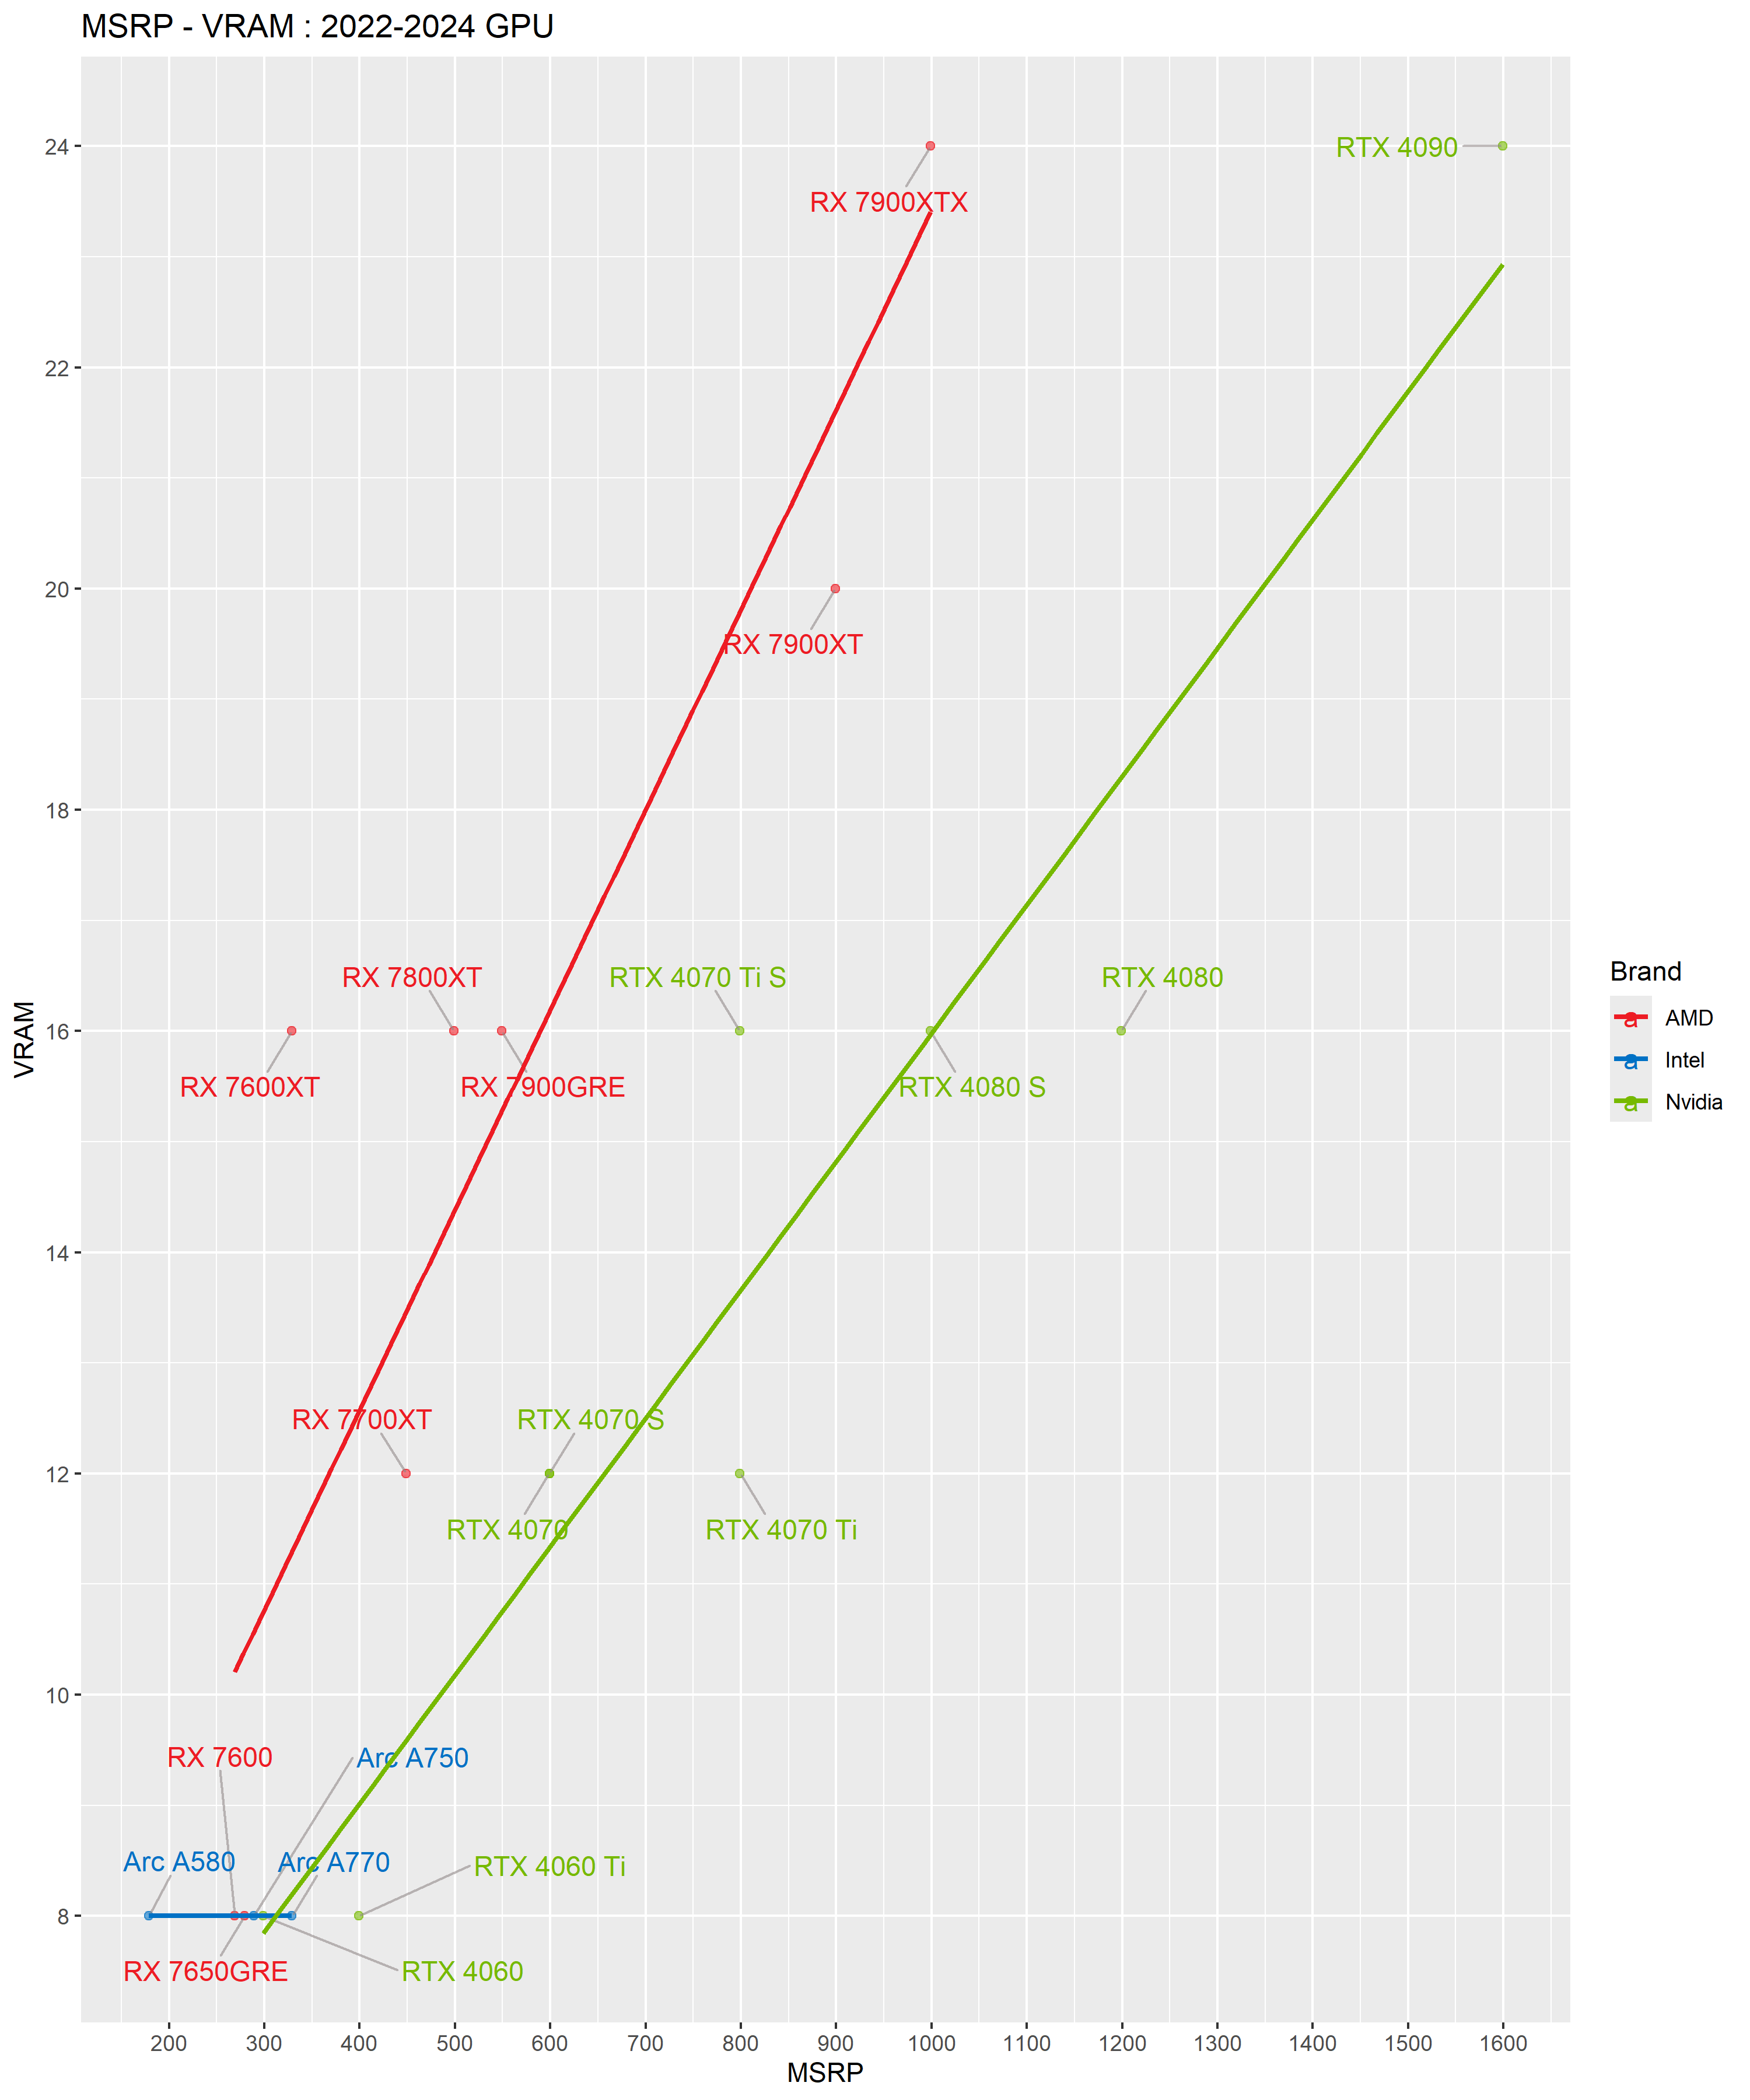 MSRP - VRAM : 2022-2024 GPU
24
RTX 4090
RX 7900XTX
22
20
RX 7900XT
18
RX 7800XT
RTX 4070 Ti S
RTX 4080
16
RX 7600XT
RX 7900GRE
RTX 4080 S
14
RX 7700XT
RTX 4070 S
12
RTX 4070
RTX 4070 Ti
10
RX 7600
Arc A750
Arc A580
Arc A770
RTX 4060 Ti
8
RX 7650GRE
RTX 4060
200 300 400 500 600 700 800 900 1000 1100 1200 1300 1400 1500 1600
MSRP
VRAM
Brand
a AMD
a Intel
a Nvidia